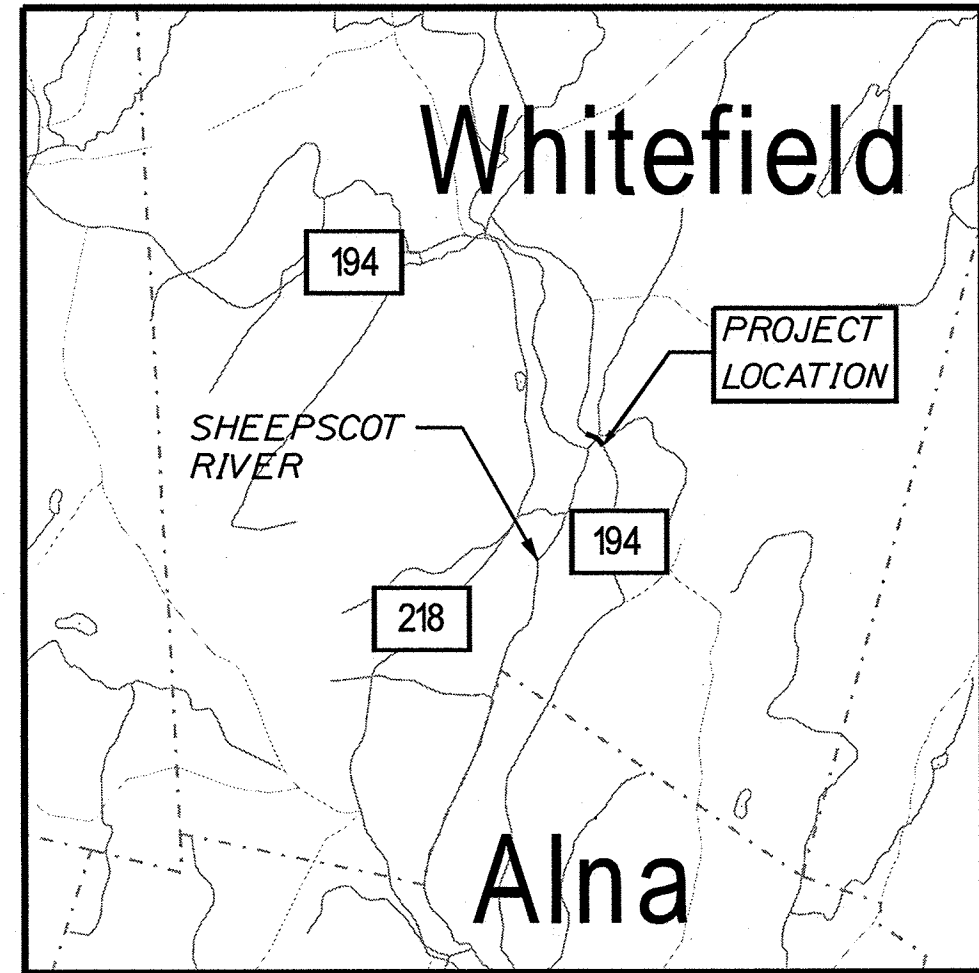 Whitefield
194
PROJECT
LOCATION
SHEEPSCOT
RIVER
194
218
Alna